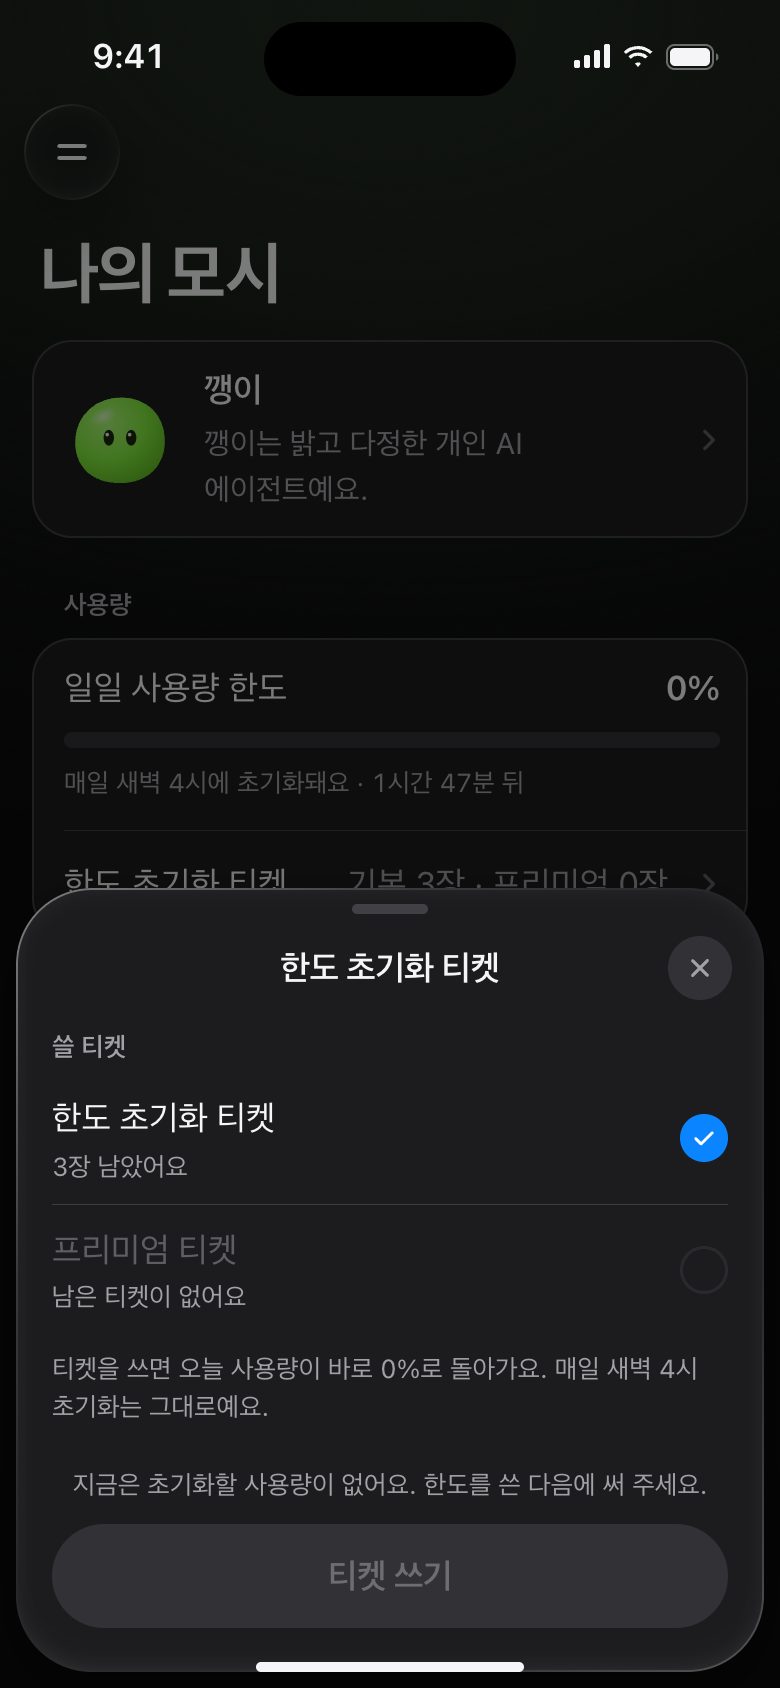 9:41
나의 모시
깽이
깽이는 밝고 다정한 개인 AI
에이전트예요.
사용량
일일 사용량 한도
0%
매일 새벽 4시에 초기화돼요 · 1시간 47분 뒤
한도 초기화 티켓 기본 3장 · 프리미엄 0장
한도 초기화 티켓
쓸 티켓
한도 초기화 티켓
3장 남았어요
프리미엄 티켓
남은 티켓이 없어요
티켓을 쓰면 오늘 사용량이 바로 0%로 돌아가요. 매일 새벽 4시
초기화는 그대로예요.
지금은 초기화할 사용량이 없어요. 한도를 쓴 다음에 써 주세요.
티켓 쓰기